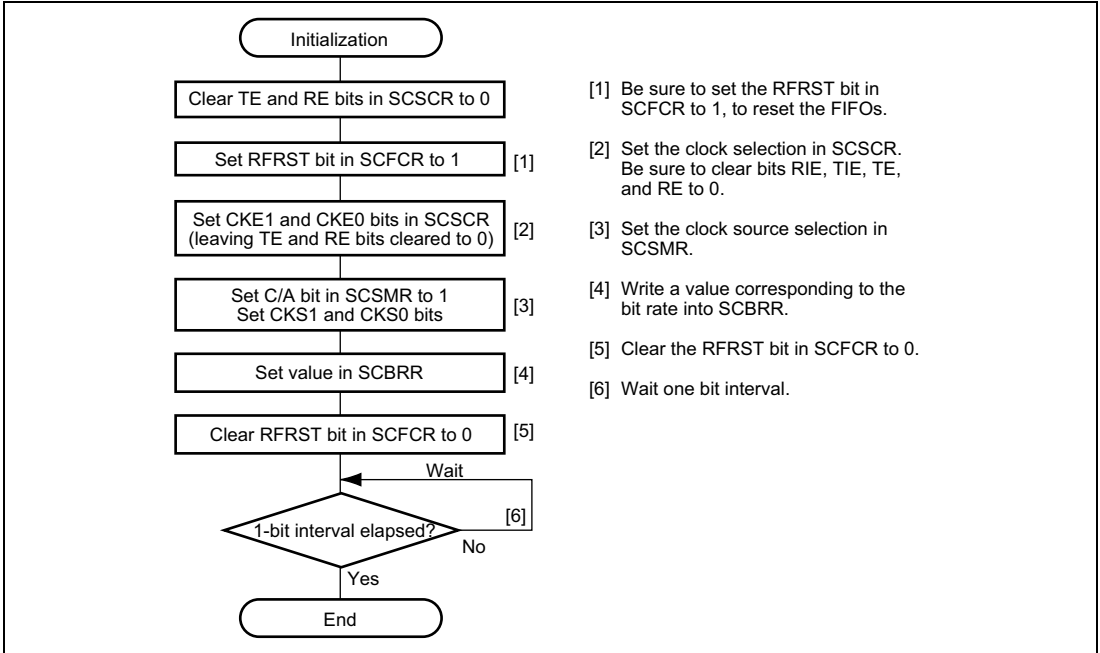 Initialization
Clear TE and RE bits in SCSCR to 0
Set RFRST bit in SCFCR to 1
[1]
Set CKE1 and CKE0 bits in SCSCR
(leaving TE and RE bits cleared to 0)
[2]
Set C/A bit in SCSMR to 1
Set CKS1 and CKS0 bits
[3]
Set value in SCBRR
[4]
Clear RFRST bit in SCFCR to 0
[5]
Wait
1-bit interval elapsed?
[6]
No
Yes
End
[1] Be sure to set the RFRST bit in
SCFCR to 1, to reset the FIFOs.
[2] Set the clock selection in SCSCR.
Be sure to clear bits RIE, TIE, TE,
and RE to 0.
[3] Set the clock source selection in
SCSMR.
[4] Write a value corresponding to the
bit rate into SCBRR.
[5] Clear the RFRST bit in SCFCR to 0.
[6] Wait one bit interval.